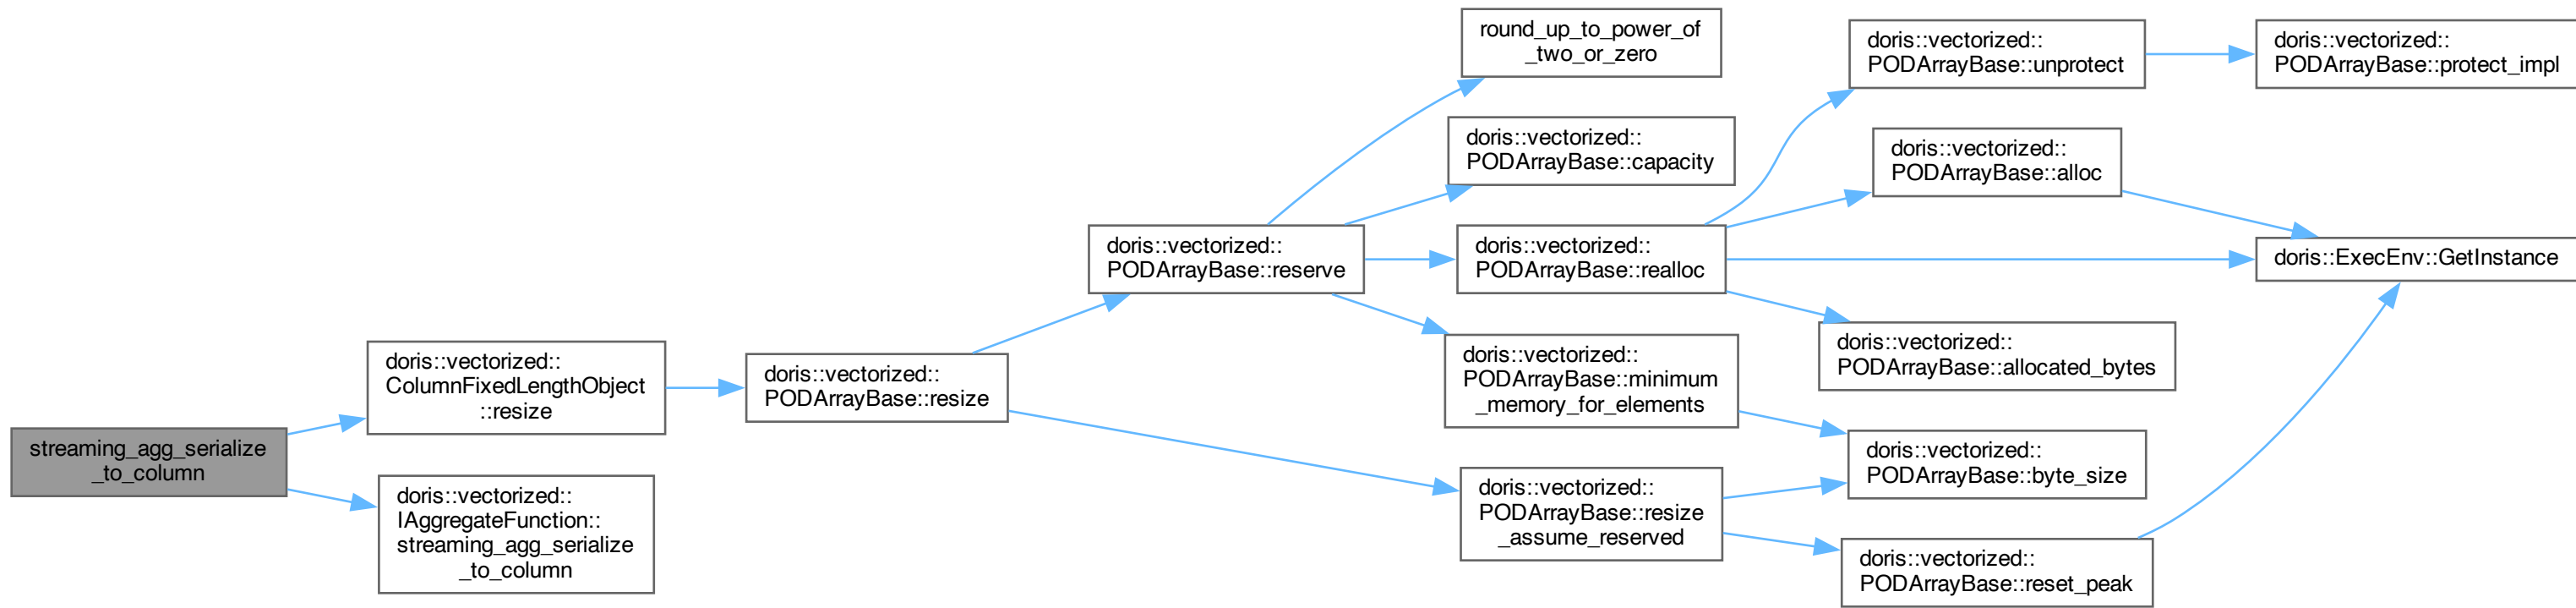 streaming_agg_serialize
_to_column
doris::vectorized::
ColumnFixedLengthObject
::resize
doris::vectorized::
IAggregateFunction::
streaming_agg_serialize
_to_column
doris::vectorized::
PODArrayBase::resize
doris::vectorized::
PODArrayBase::reserve
round_up_to_power_of
_two_or_zero
doris::vectorized::
PODArrayBase::capacity
doris::vectorized::
PODArrayBase::realloc
doris::vectorized::
PODArrayBase::minimum
_memory_for_elements
doris::vectorized::
PODArrayBase::resize
_assume_reserved
doris::vectorized::
PODArrayBase::unprotect
doris::vectorized::
PODArrayBase::alloc
doris::vectorized::
PODArrayBase::allocated_bytes
doris::vectorized::
PODArrayBase::byte_size
doris::vectorized::
PODArrayBase::reset_peak
doris::vectorized::
PODArrayBase::protect_impl
doris::ExecEnv::GetInstance